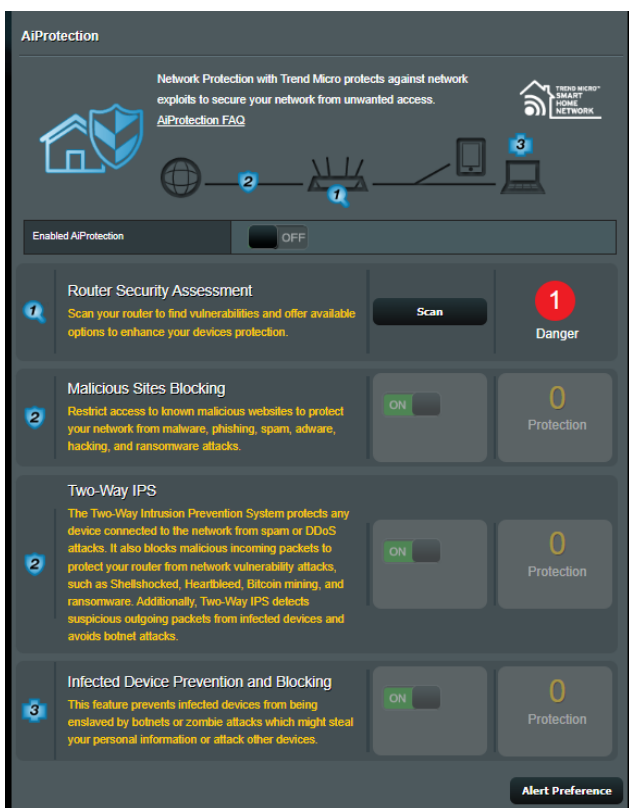 AiProtection
Network Protection with Trend Micro protects against network
exploits to secure your network from unwanted access.
AiProtection FAQ
TREND MICRO™
SMART
HOME
NETWORK
3
2
1
Enabled AiProtection
OFF
1
Router Security Assessment
Scan your router to find vulnerabilities and offer available
options to enhance your devices protection.
Scan
1
Danger
2
Malicious Sites Blocking
Restrict access to known malicious websites to protect
your network from malware, phishing, spam, adware,
hacking, and ransomware attacks.
ON
0
Protection
2
Two-Way IPS
The Two-Way Intrusion Prevention System protects any
device connected to the network from spam or DDoS
attacks. It also blocks malicious incoming packets to
protect your router from network vulnerability attacks,
such as Shellshocked, Heartbleed, Bitcoin mining, and
ransomware. Additionally, Two-Way IPS detects
suspicious outgoing packets from infected devices and
avoids botnet attacks.
ON
0
Protection
3
Infected Device Prevention and Blocking
This feature prevents infected devices from being
enslaved by botnets or zombie attacks which might steal
your personal information or attack other devices.
ON
0
Protection
Alert Preference